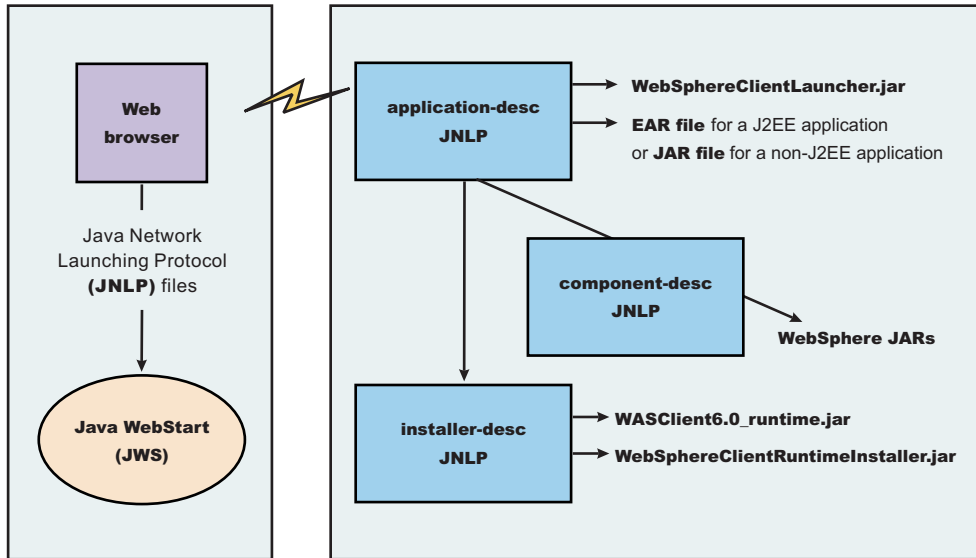 Web
browser
Java Network
Launching Protocol
(JNLP) files
Java WebStart
(JWS)
application-desc
JNLP
WebSphereClientLauncher.jar
EAR file for a J2EE application
or JAR file for a non-J2EE application
component-desc
JNLP
WebSphere JARs
installer-desc
JNLP
WASClient6.0_runtime.jar
WebSphereClientRuntimeInstaller.jar